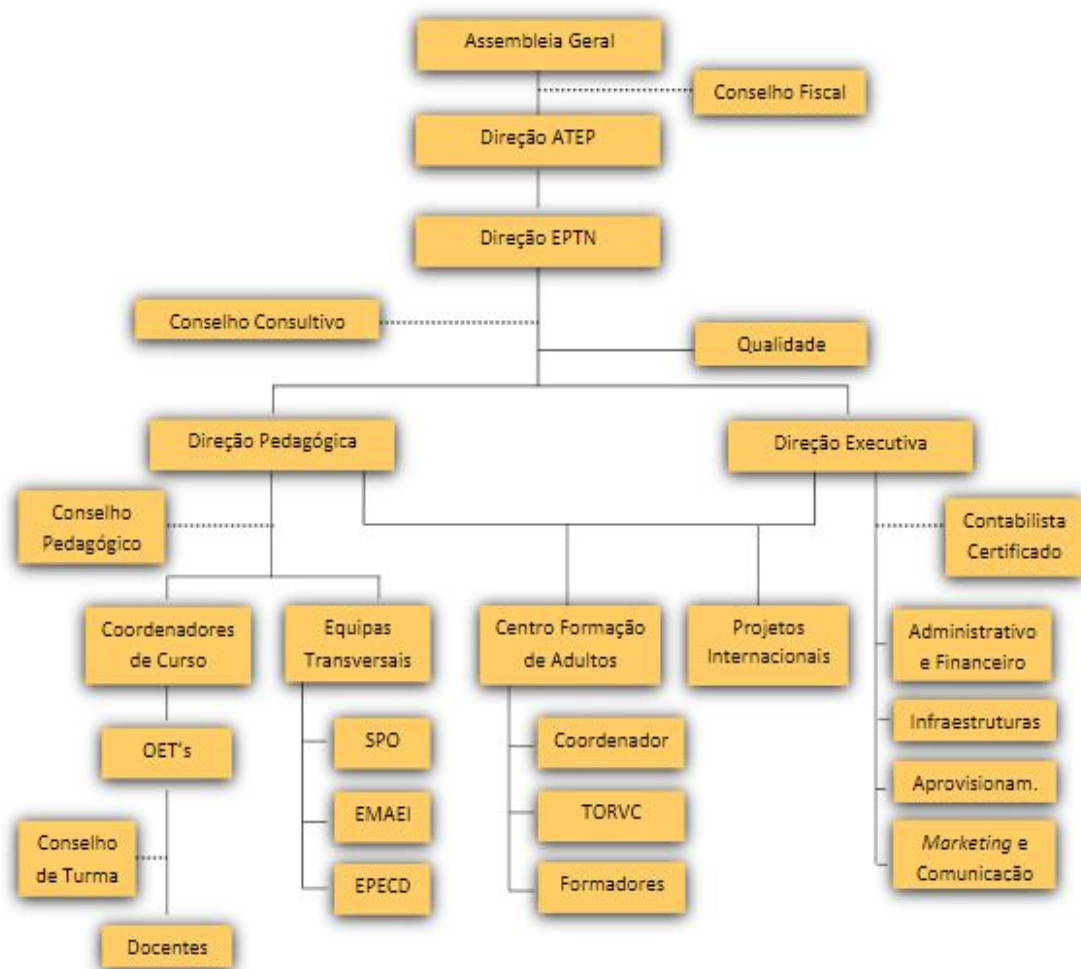 Assembleia Geral
Conselho Fiscal
Direção ATEP
Direção EPTN
Conselho Consultivo
Qualidade
Direção Pedagógica
Direção Executiva
Conselho
Pedagógico
Contabilista
Certificado
Coordenadores
de Curso
Equipas
Transversais
Centro Formação
de Adultos
Projetos
Internacionais
Administrativo
e Financeiro
OET's
SPO
Coordenador
Infraestruturas
EMAEI
TORVC
Aprovisionam.
Conselho
de Turma
EPECD
Formadores
Marketing e
Comunicação
Docentes